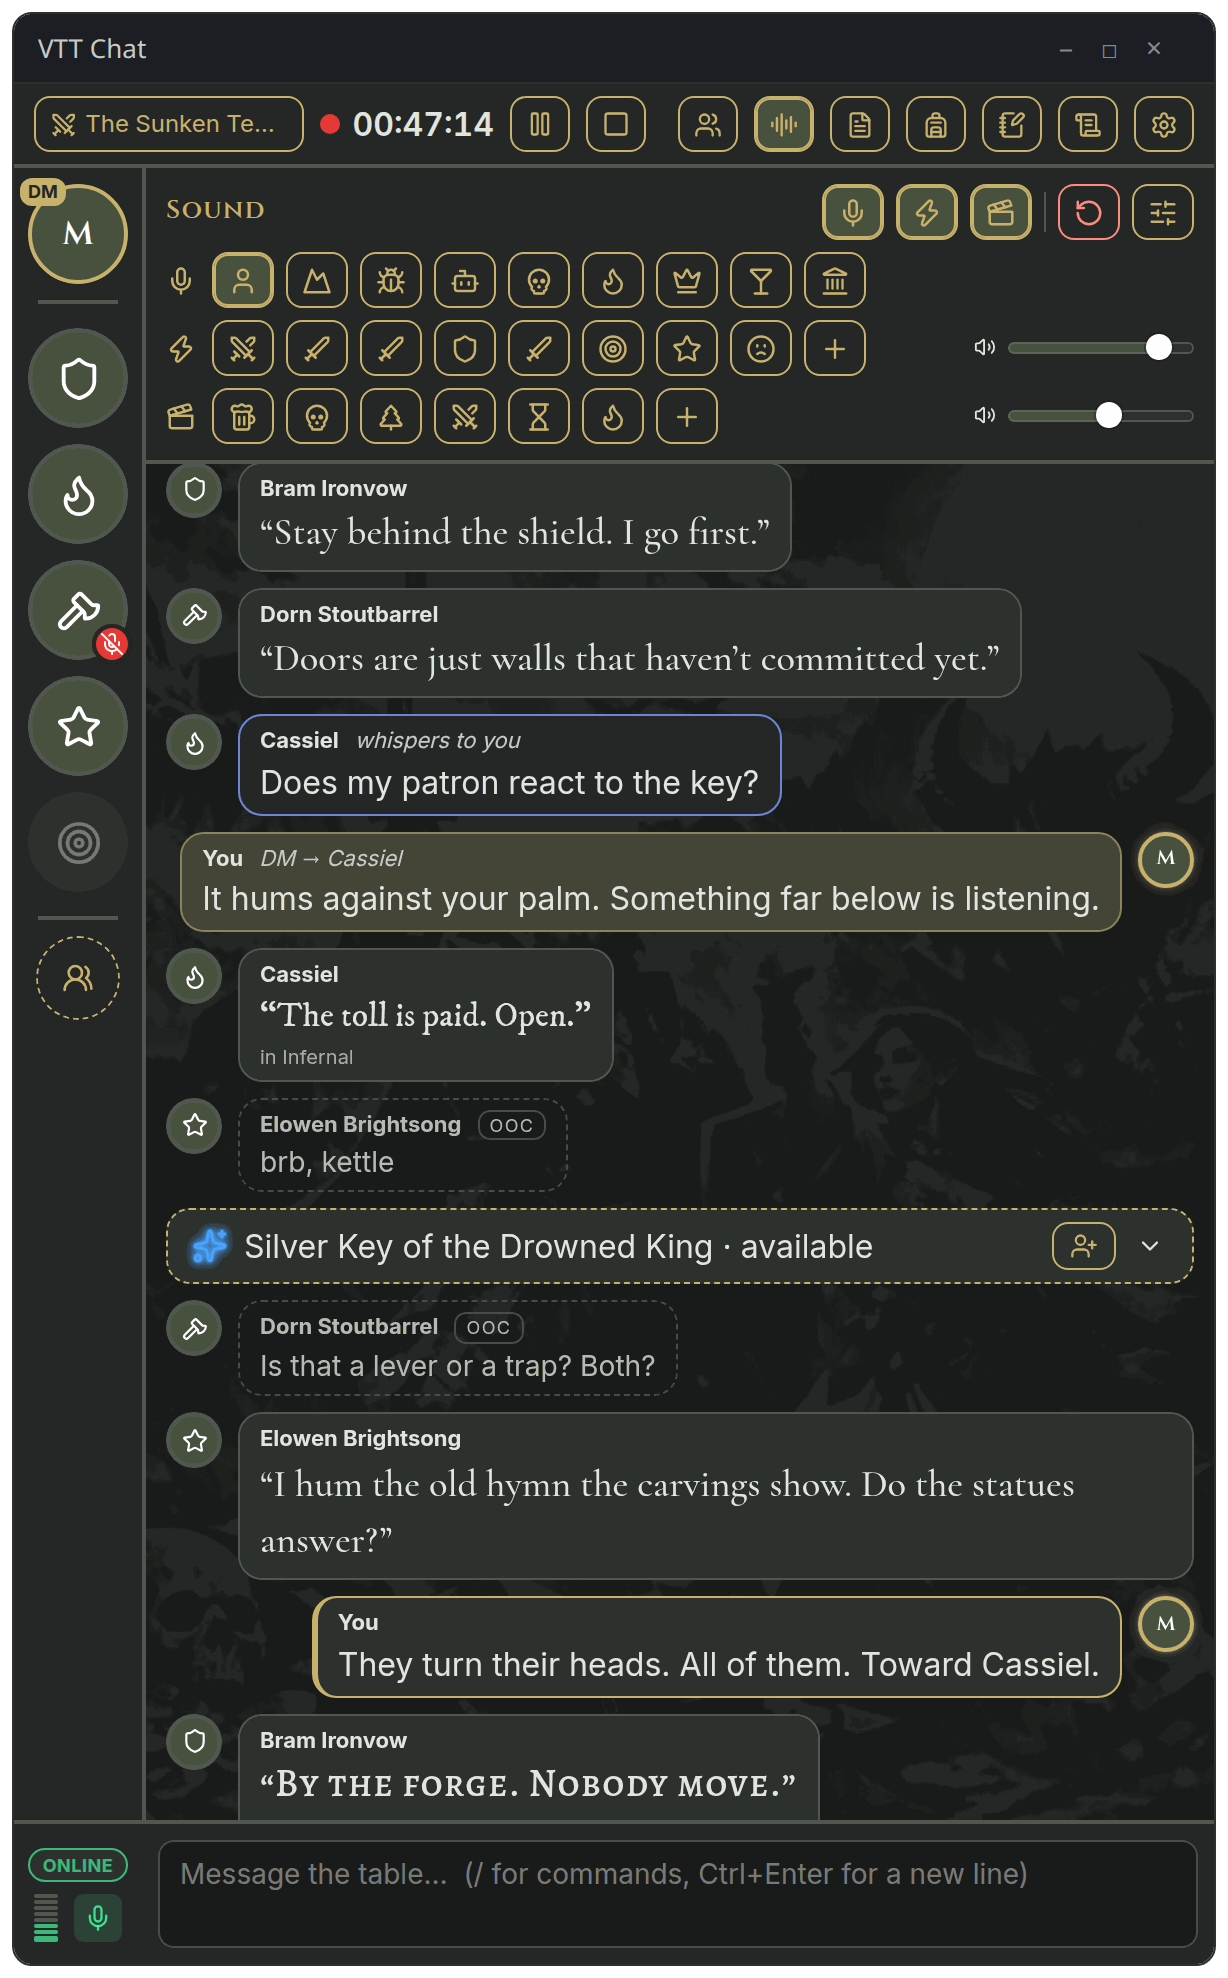 VTT Chat
The Sunken Te...
00:47:14
DM
M
SOUND
Bram Ironvow
“Stay behind the shield. I go first.”
Dorn Stoutbarrel
“Doors are just walls that haven’t committed yet.”
Cassiel whispers to you
Does my patron react to the key?
You DM → Cassiel
It hums against your palm. Something far below is listening.
M
Cassiel
“The toll is paid. Open.”
in Infernal
Elowen Brightsong OOC
brb, kettle
Silver Key of the Drowned King · available
Dorn Stoutbarrel OOC
Is that a lever or a trap? Both?
Elowen Brightsong
“I hum the old hymn the carvings show. Do the statues
answer?”
You
They turn their heads. All of them. Toward Cassiel.
M
Bram Ironvow
“By the forge. Nobody move.”
ONLINE
Message the table... (/ for commands, Ctrl+Enter for a new line)